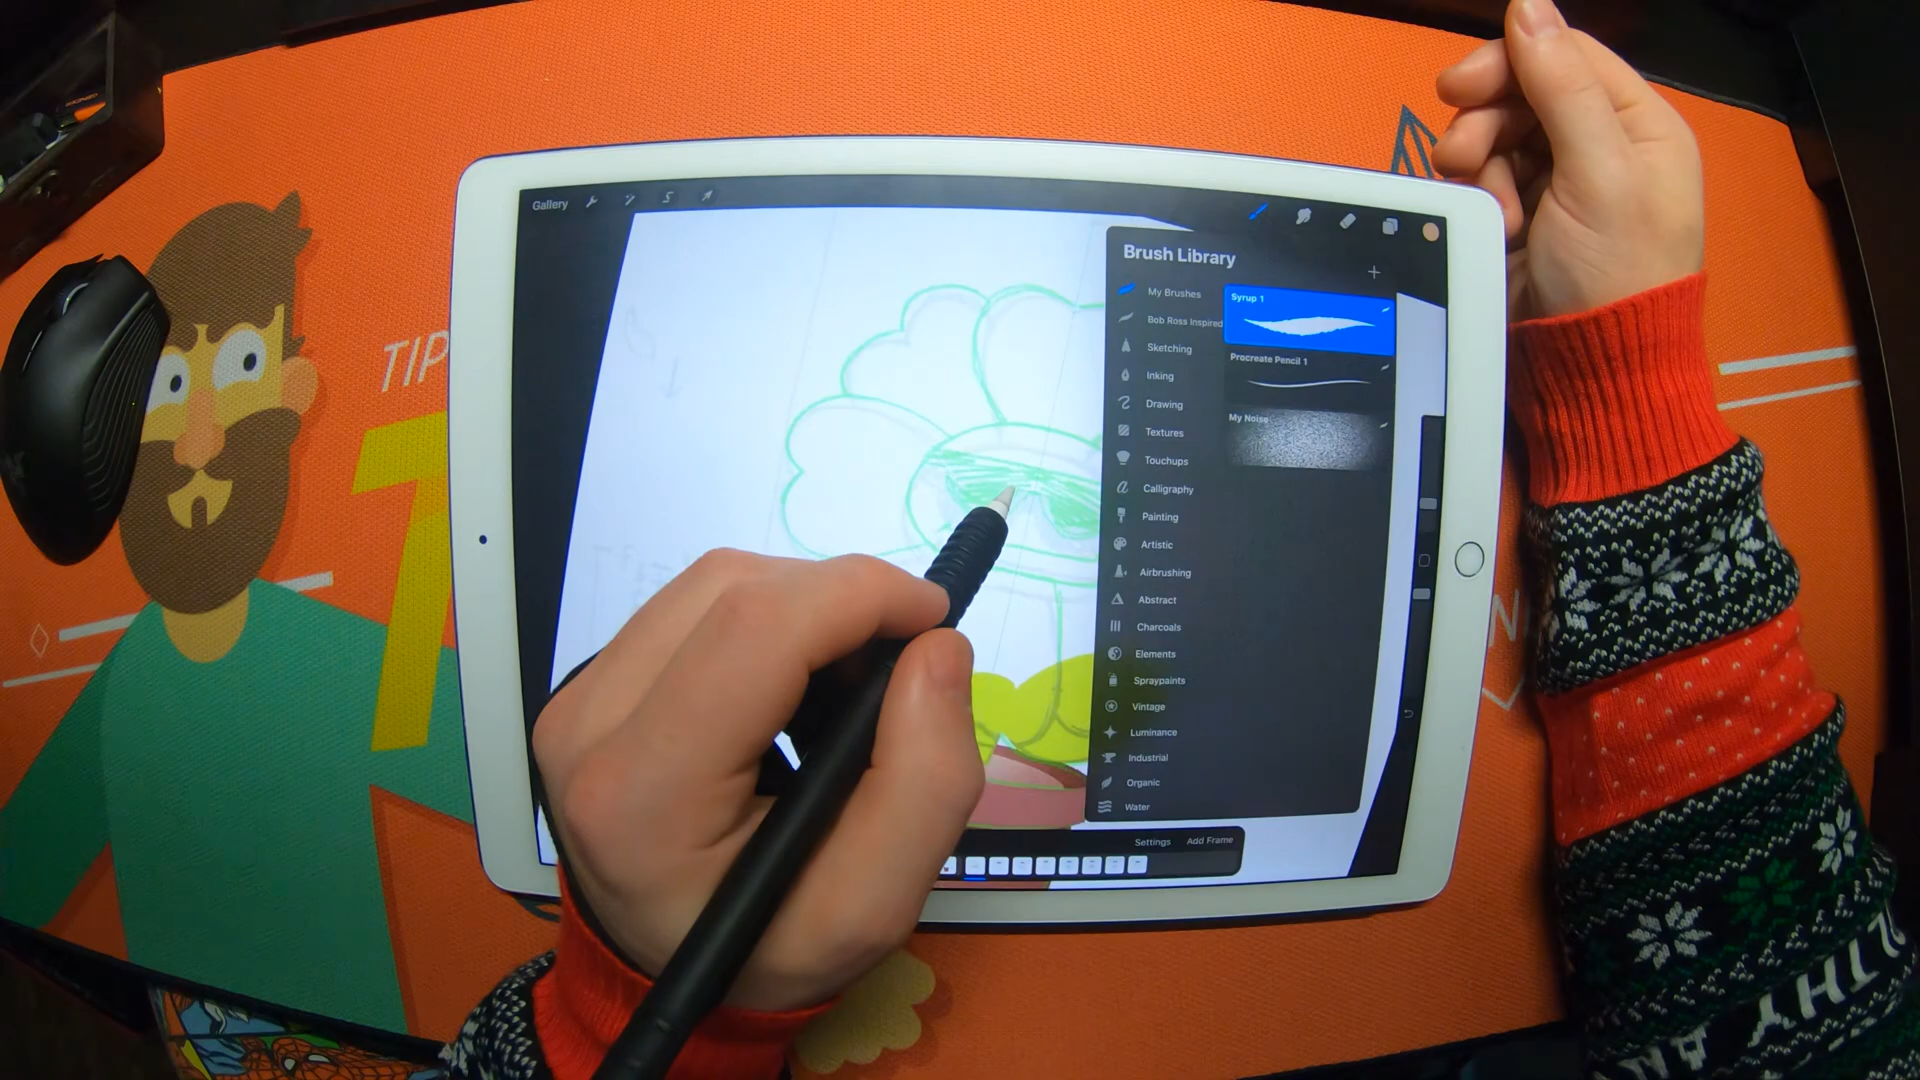 TIP
T
Gallery
Brush Library
My Brushes
Bob Ross Inspired
Sketching
Inking
Drawing
Textures
Touchups
Calligraphy
Painting
Artistic
Airbrushing
Abstract
Charcoals
Elements
Spraypaints
Vintage
Luminance
Industrial
Organic
Water
Syrup 1
Procreate Pencil 1
My Noise
Settings
Add Frame
N